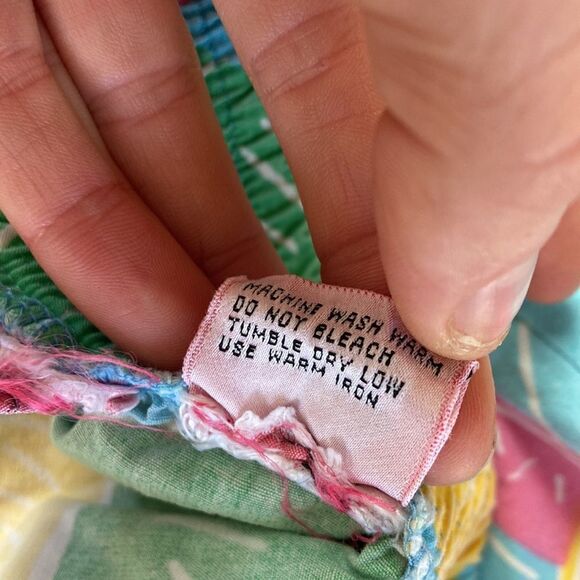 MACHINE WASH WARM
DO NOT BLEACH
TUMBLE DRY LOW
USE WARM IRON